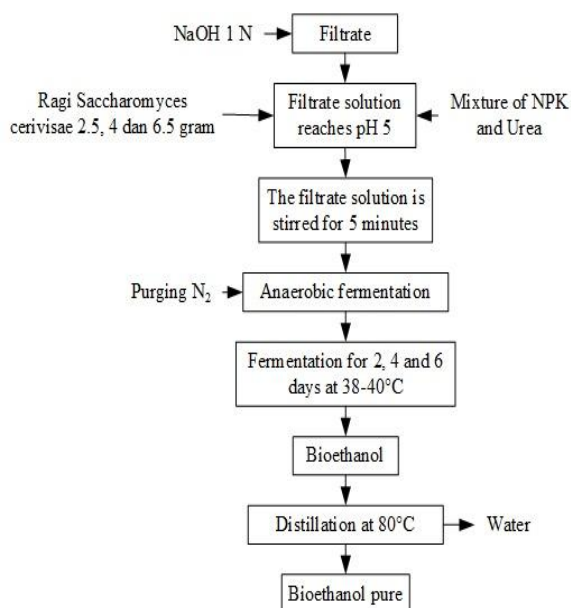 NaOH 1 N
Filtrate
Ragi Saccharomyces
cerivisae 2.5, 4 dan 6.5 gram
Filtrate solution
reaches pH 5
Mixture of NPK
and Urea
The filtrate solution is
stirred for 5 minutes
Purging N₂
Anaerobic fermentation
Fermentation for 2, 4 and 6
days at 38-40°C
Bioethanol
Distillation at 80°C
Water
Bioethanol pure